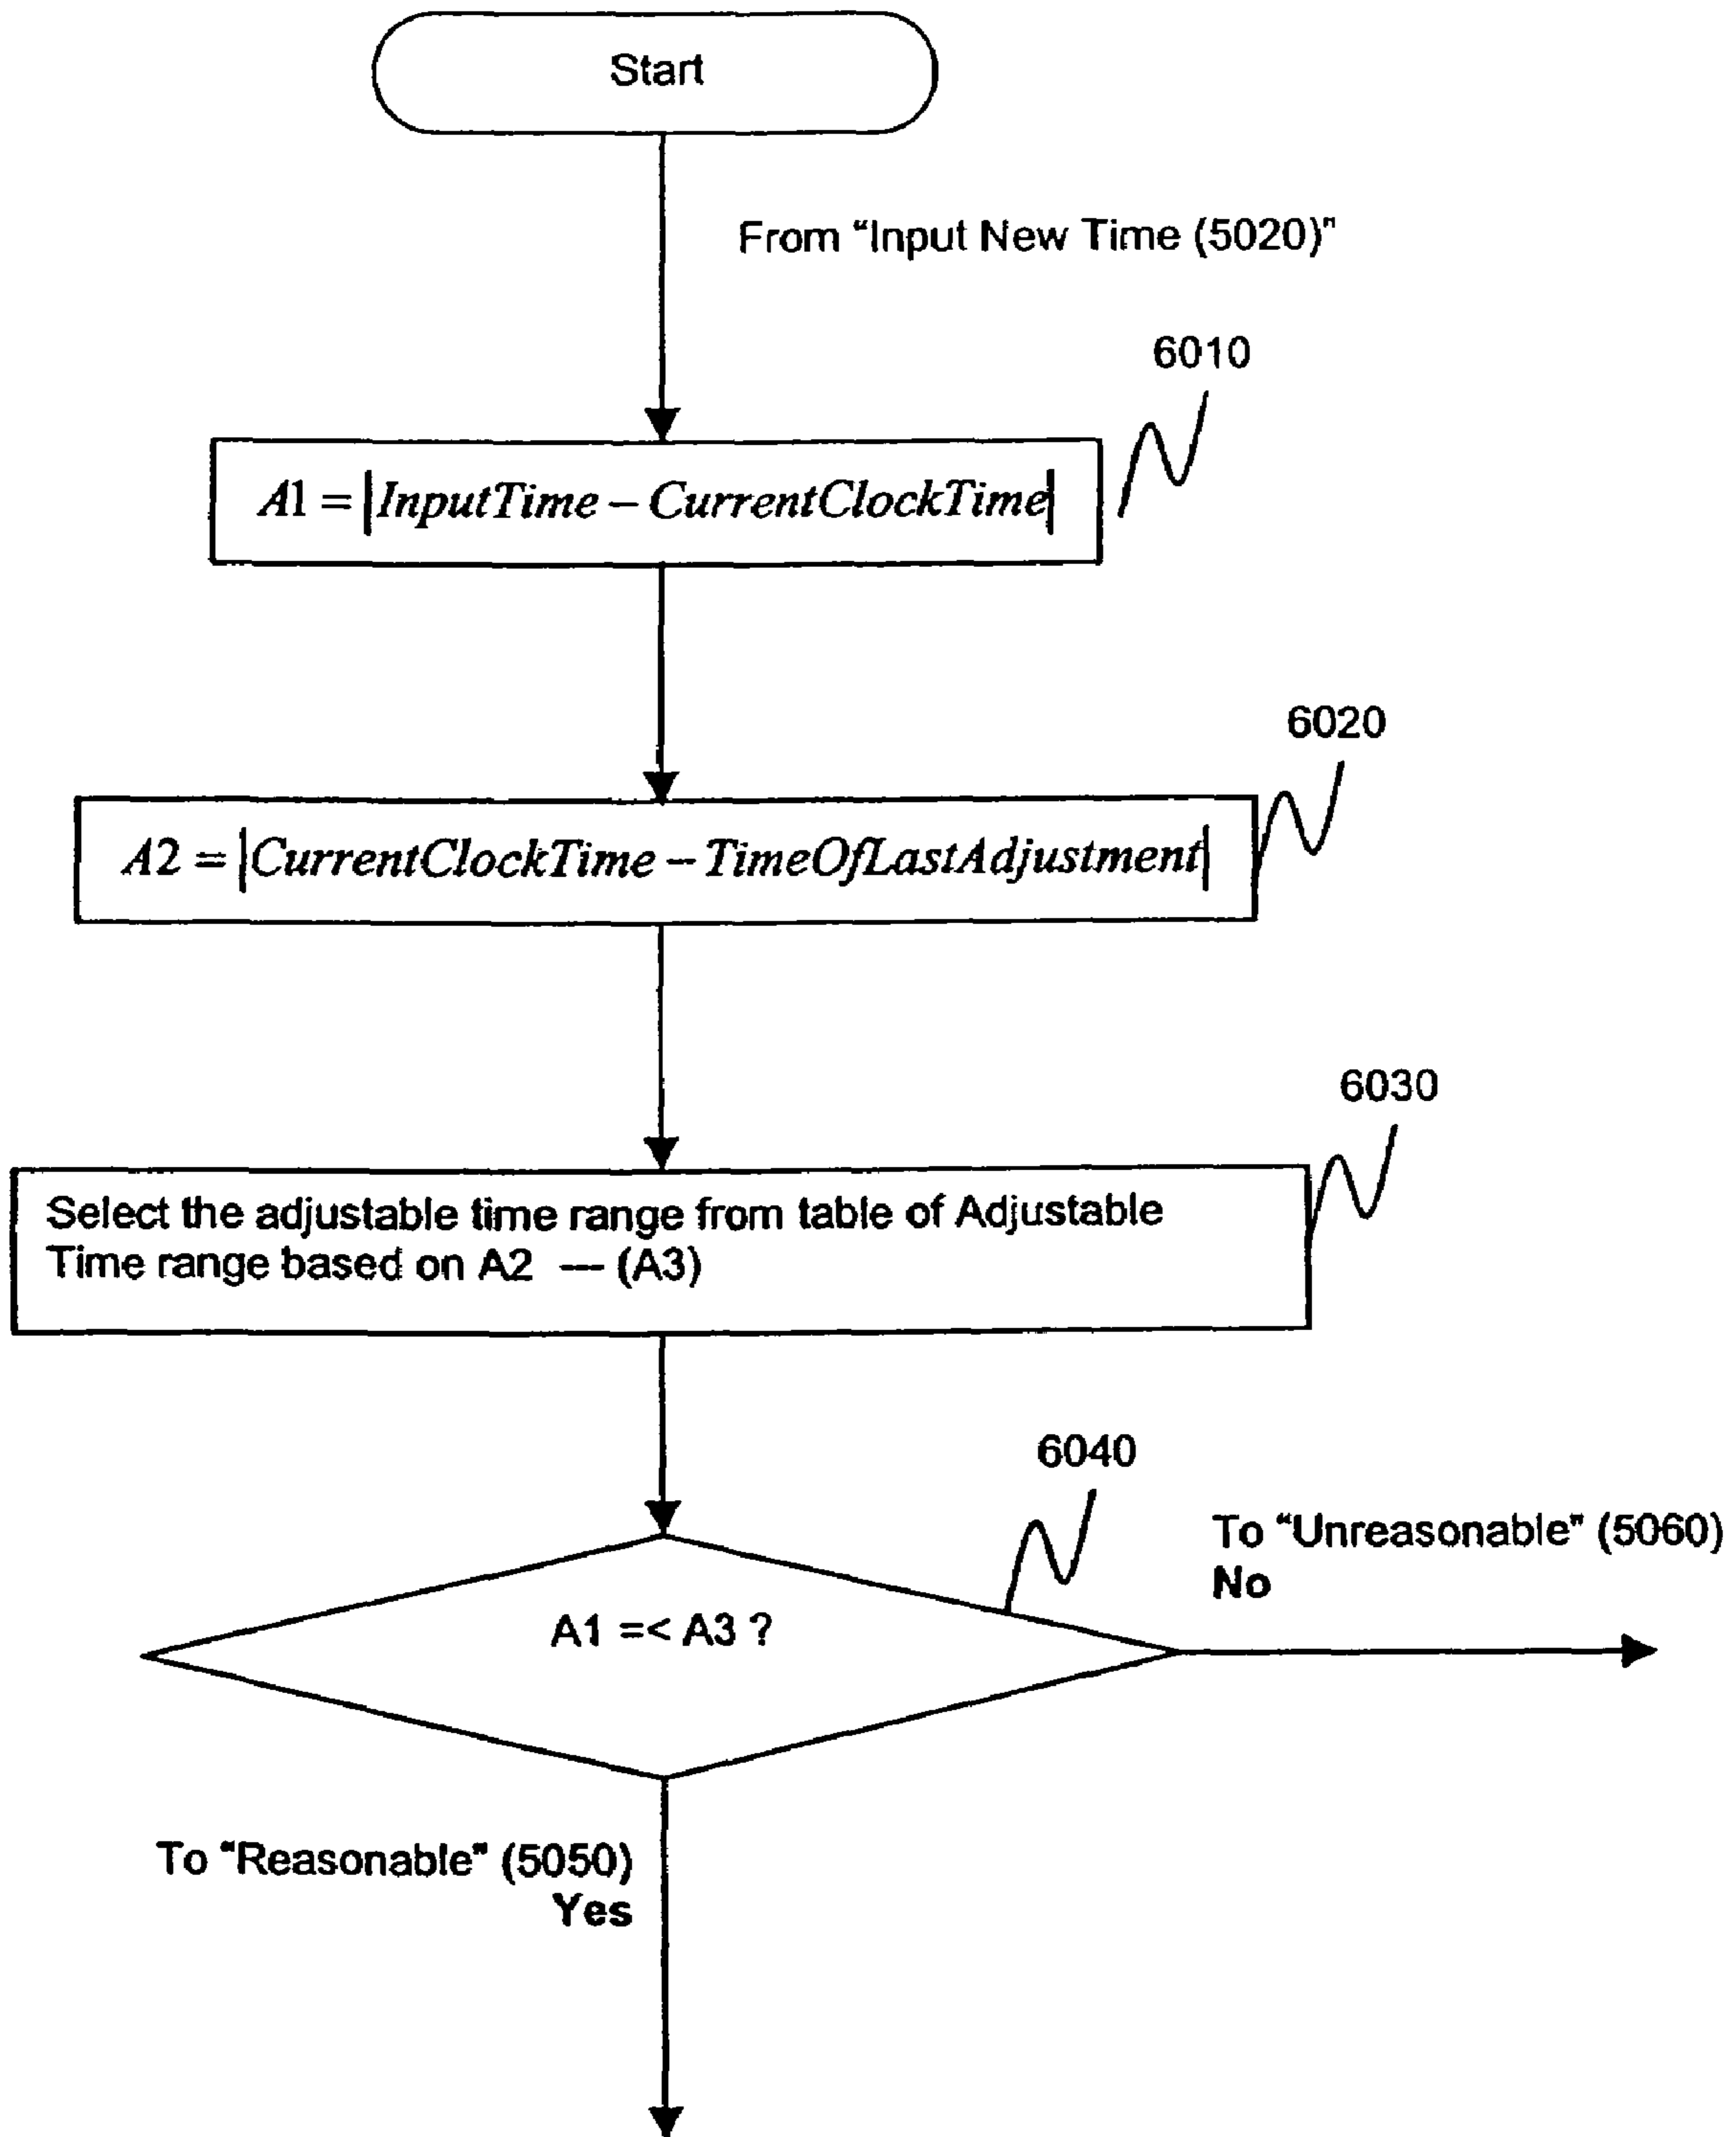 Start
From “Input New Time (5020)”
6010
A1 = |InputTime – CurrentClockTime|
6020
A2 = |CurrentClockTime – TimeOfLastAdjustment|
6030
Select the adjustable time range from table of Adjustable
Time range based on A2 --- (A3)
6040
To “Unreasonable” (5060)
No
A1 =< A3 ?
To “Reasonable” (5050)
Yes